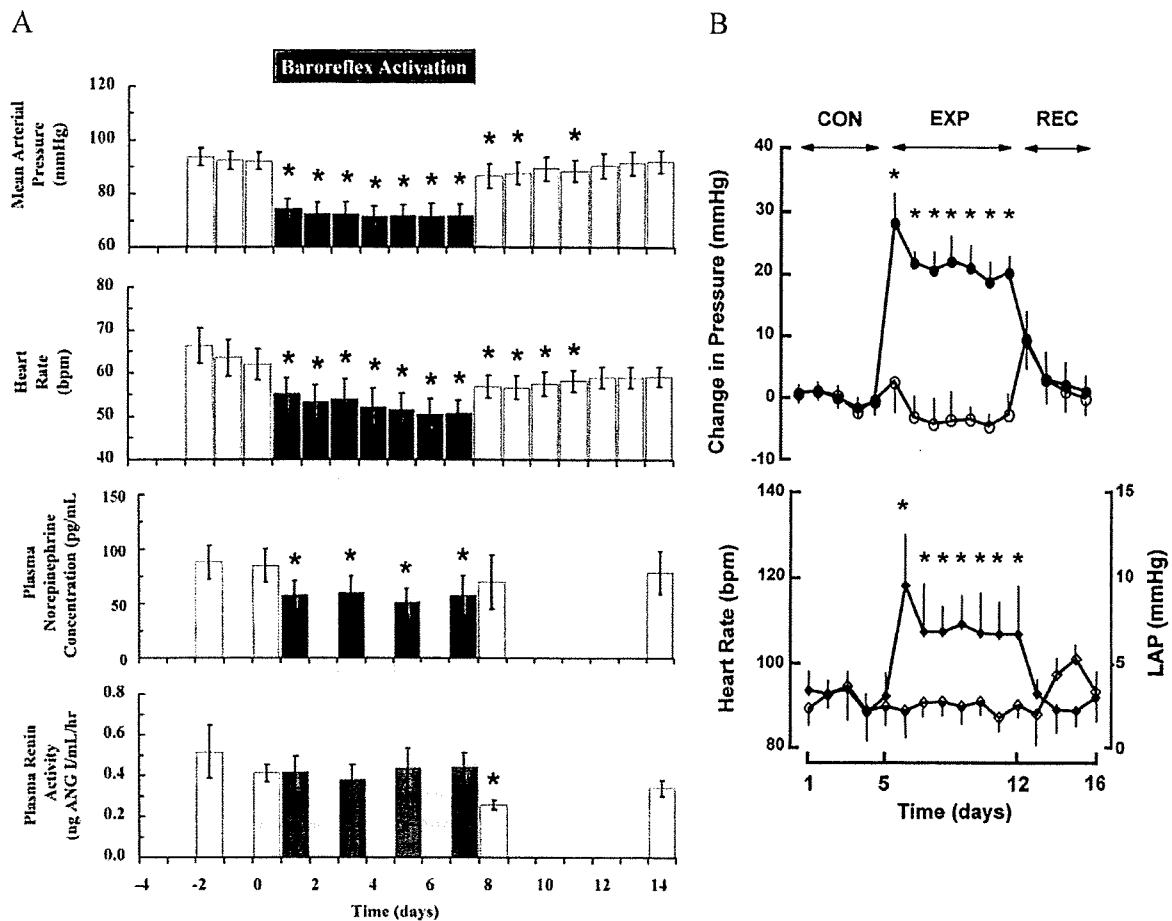 A
Baroreflex Activation
Mean Arterial
Pressure
(mmHg)
120
100
80
60
* * * * * * * * * *
Heart
Rate
(bpm)
80
70
60
50
40
* * * * * * * * * * *
Plasma
Norepinaephrine
Concentration (pg/mL)
150
100
50
0
* * * *
Plasma Renin
Activity
(ng ANG I/mL/hr
0.8
0.6
0.4
0.2
0.0
*
-4 -2 0 2 4 6 8 10 12 14
Time (days)
B
CON EXP REC
Change in Pressure (mmHg)
40
30
20
10
0
-10
* * * * * * *
Heart Rate (bpm)
140
120
100
80
* * * * * * *
15
10
5
0
LAP (mmHg)
1 5 12 16
Time (days)